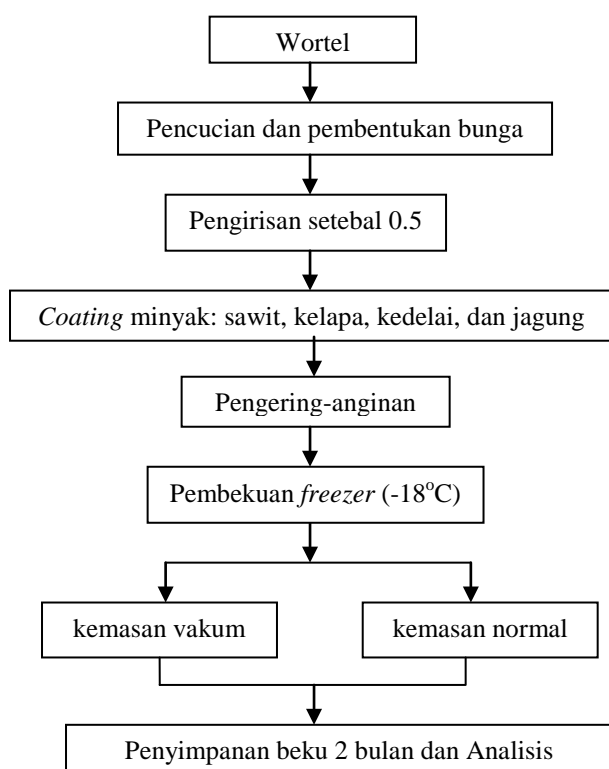 Wortel
Pencucian dan pembentukan bunga
Pengirisan setebal 0.5
Coating minyak: sawit, kelapa, kedelai, dan jagung
Pengering-anginan
Pembekuan freezer (-18°C)
kemasan vakum
kemasan normal
Penyimpanan beku 2 bulan dan Analisis